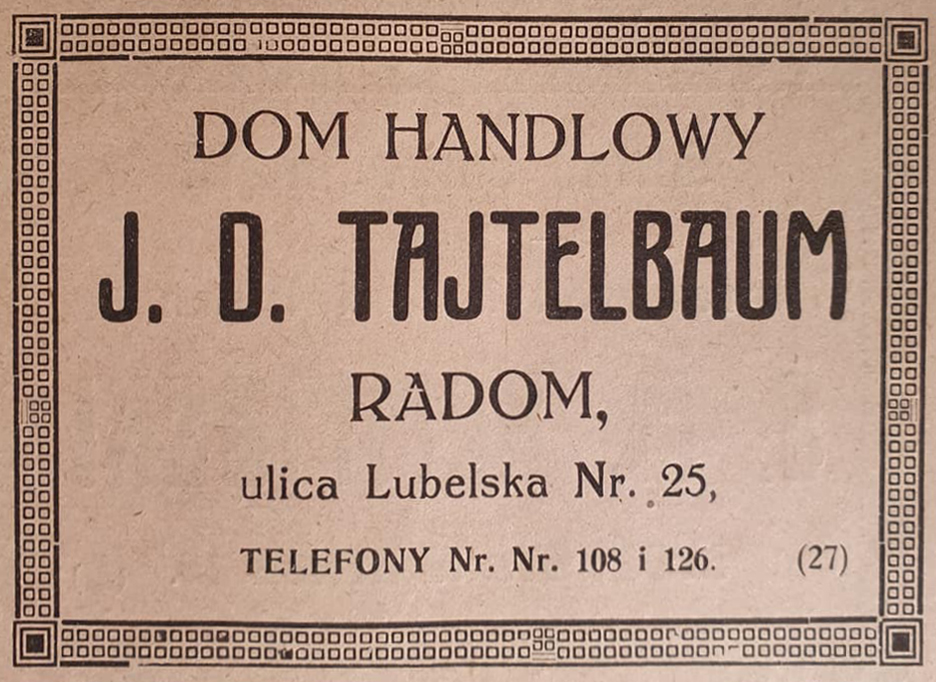 DOM HANDLOWY
J. D. TAJTELBAUM
RADOM,
ulica Lubelska Nr. 25,
TELEFONY Nr. Nr. 108 i 126. (27)